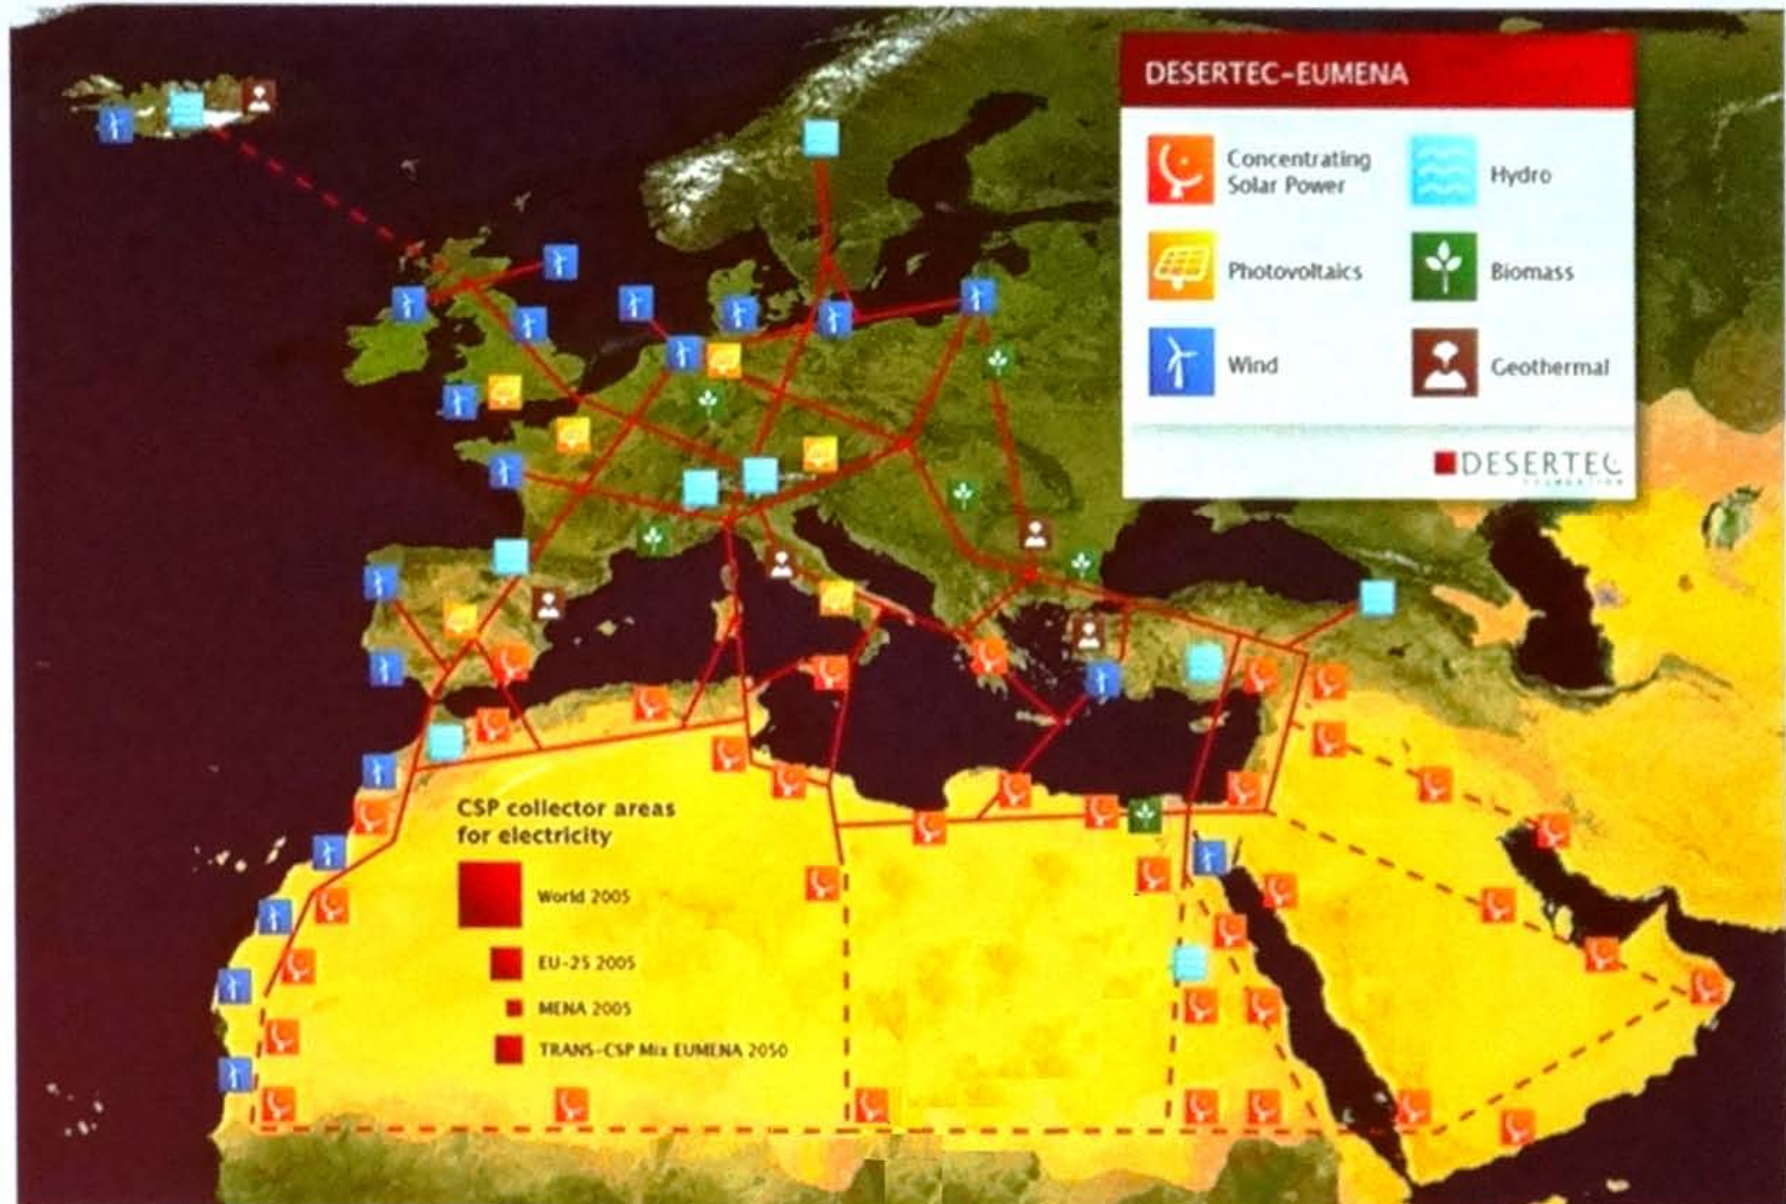 DESERTEC-EUMENA
Concentrating
Solar Power
Hydro
Photovoltaics
Biomass
Wind
Geothermal
DESERTEC
FOUNDATION
CSP collector areas
for electricity
World 2005
EU-25 2005
MENA 2005
TRANS-CSP Mix EUMENA 2050